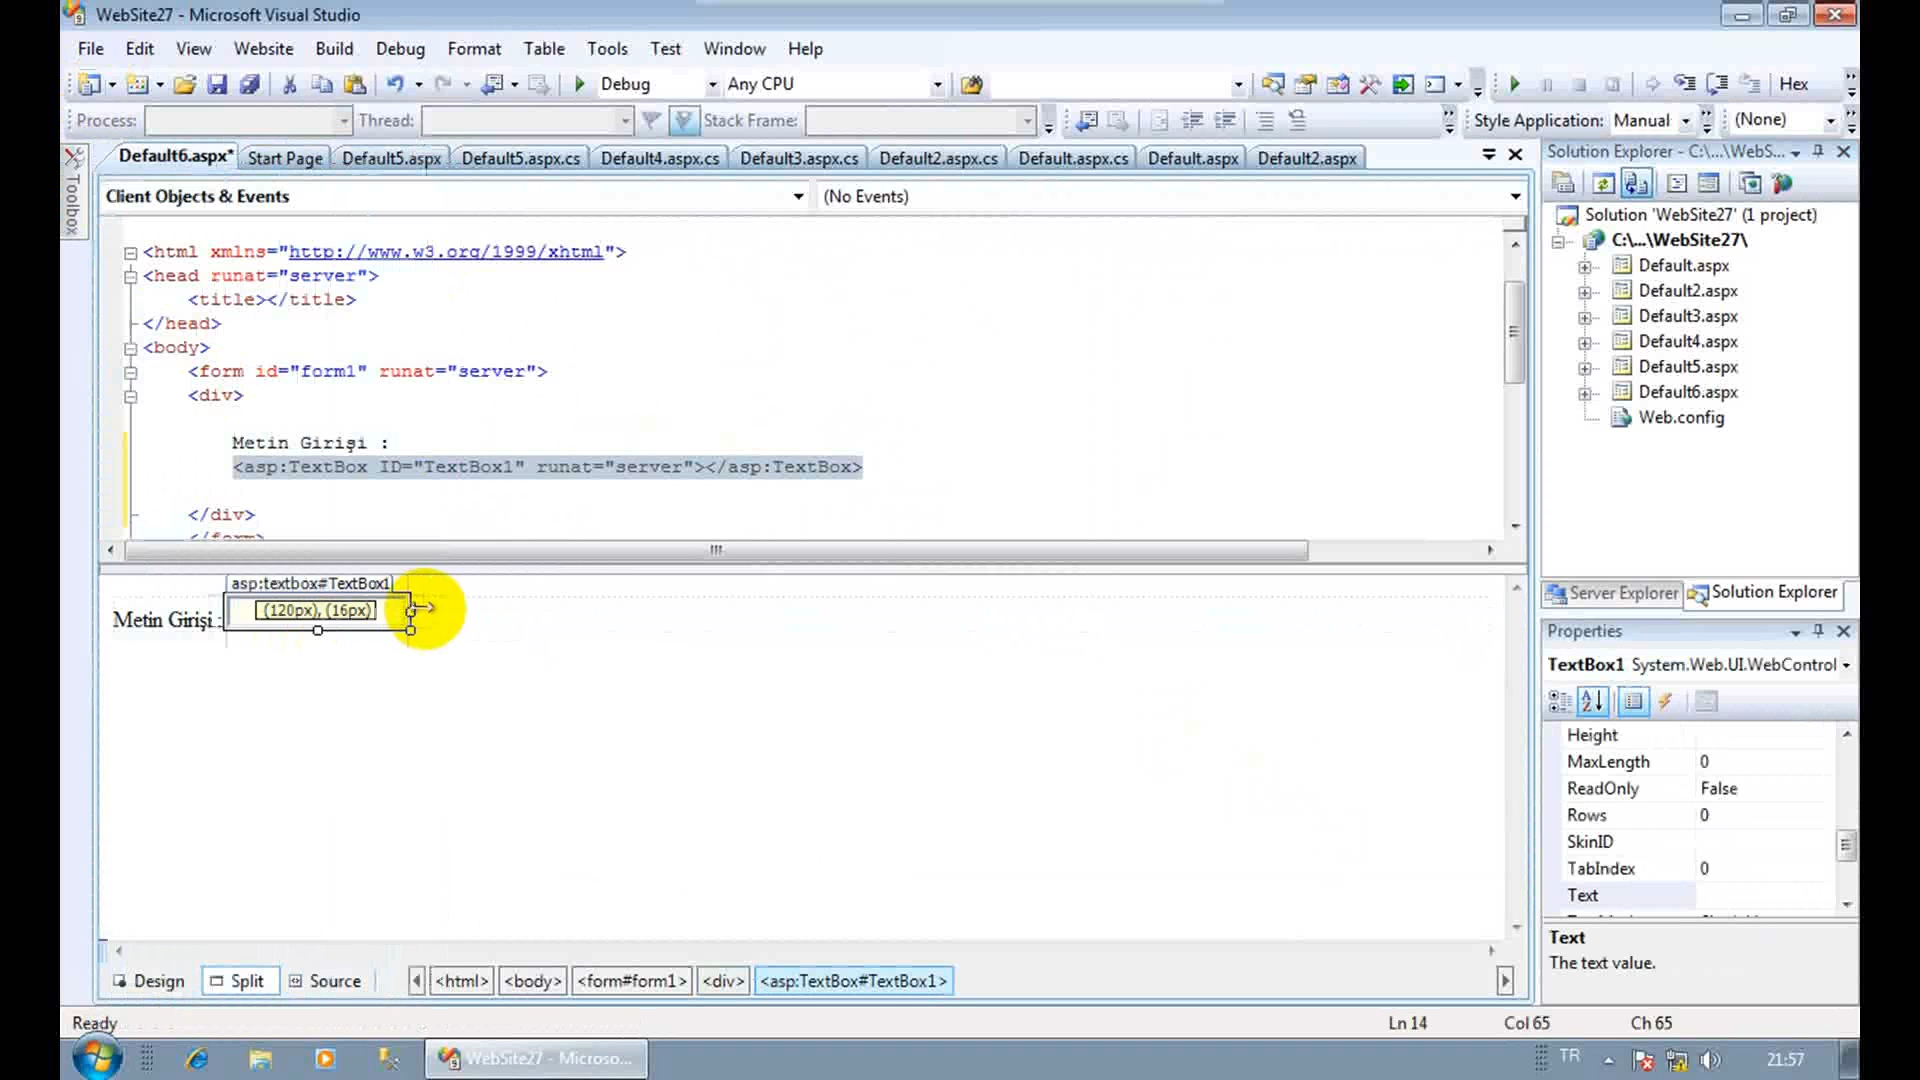 WebSite27 - Microsoft Visual Studio
File Edit View Website Build Debug Format Table Tools Test Window Help
Debug Any CPU Hex
Process: Thread: Stack Frame: Style Application: Manual (None)
Default6.aspx* Start Page Default5.aspx Default5.aspx.cs Default4.aspx.cs Default3.aspx.cs Default2.aspx.cs Default.aspx.cs Default.aspx Default2.aspx
Toolbox
Client Objects & Events (No Events)
<html xmlns="http://www.w3.org/1999/xhtml">
<head runat="server">
<title></title>
</head>
<body>
<form id="form1" runat="server">
<div>
Metin Girişi :
<asp:TextBox ID="TextBox1" runat="server"></asp:TextBox>
</div>
</form>
asp:textbox#TextBox1
(120px), (16px)
Metin Girişi :
Design Split Source <html> <body> <form#form1> <div> <asp:TextBox#TextBox1>
Solution Explorer - C:\...\WebS...
Solution 'WebSite27' (1 project)
C:\...\WebSite27\
Default.aspx
Default2.aspx
Default3.aspx
Default4.aspx
Default5.aspx
Default6.aspx
Web.config
Server Explorer Solution Explorer
Properties
TextBox1 System.Web.UI.WebControl
Height
MaxLength 0
ReadOnly False
Rows 0
SkinID
TabIndex 0
Text
Text
The text value.
Ready Ln 14 Col 65 Ch 65
WebSite27 - Microso... TR 21:57